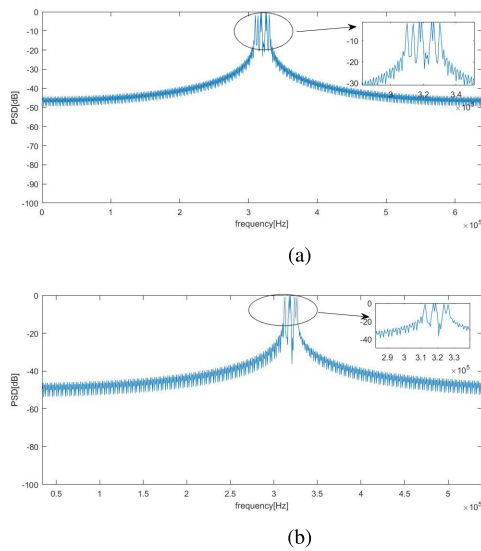 0
-10
-20
-30
-40
-50
-60
-70
-80
-90
-100
PSD[dB]
0 1 2 3 4 5 6
frequency[Hz]
×10⁵
-10
-20
-30
3 3.2 3.4
×10⁵
(a)
0
-20
-40
-60
-80
-100
PSD[dB]
0.5 1 1.5 2 2.5 3 3.5 4 4.5 5
frequency[Hz]
×10⁵
0
-20
-40
2.9 3 3.1 3.2 3.3
×10⁵
(b)